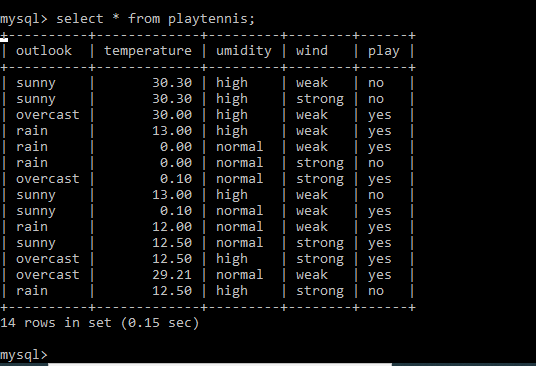 mysql> select * from playtennis;
+----------+-------------+---------+--------+------+
| outlook  | temperature | umidity | wind   | play |
+----------+-------------+---------+--------+------+
| sunny    |       30.30 | high    | weak   | no   |
| sunny    |       30.30 | high    | strong | no   |
| overcast |       30.00 | high    | weak   | yes  |
| rain     |       13.00 | high    | weak   | yes  |
| rain     |        0.00 | normal  | weak   | yes  |
| rain     |        0.00 | normal  | strong | no   |
| overcast |        0.10 | normal  | strong | yes  |
| sunny    |       13.00 | high    | weak   | no   |
| sunny    |        0.10 | normal  | weak   | yes  |
| rain     |       12.00 | normal  | weak   | yes  |
| sunny    |       12.50 | normal  | strong | yes  |
| overcast |       12.50 | high    | strong | yes  |
| overcast |       29.21 | normal  | weak   | yes  |
| rain     |       12.50 | high    | strong | no   |
+----------+-------------+---------+--------+------+
14 rows in set (0.15 sec)
mysql>